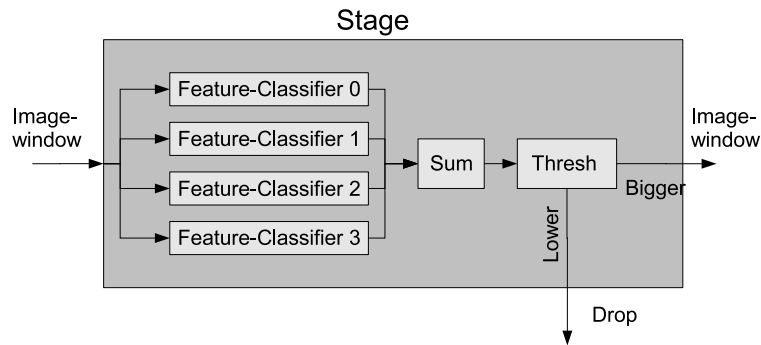 Stage
Image-
window
Feature-Classifier 0
Feature-Classifier 1
Feature-Classifier 2
Feature-Classifier 3
Sum
Thresh
Bigger
Lower
Image-
window
Drop